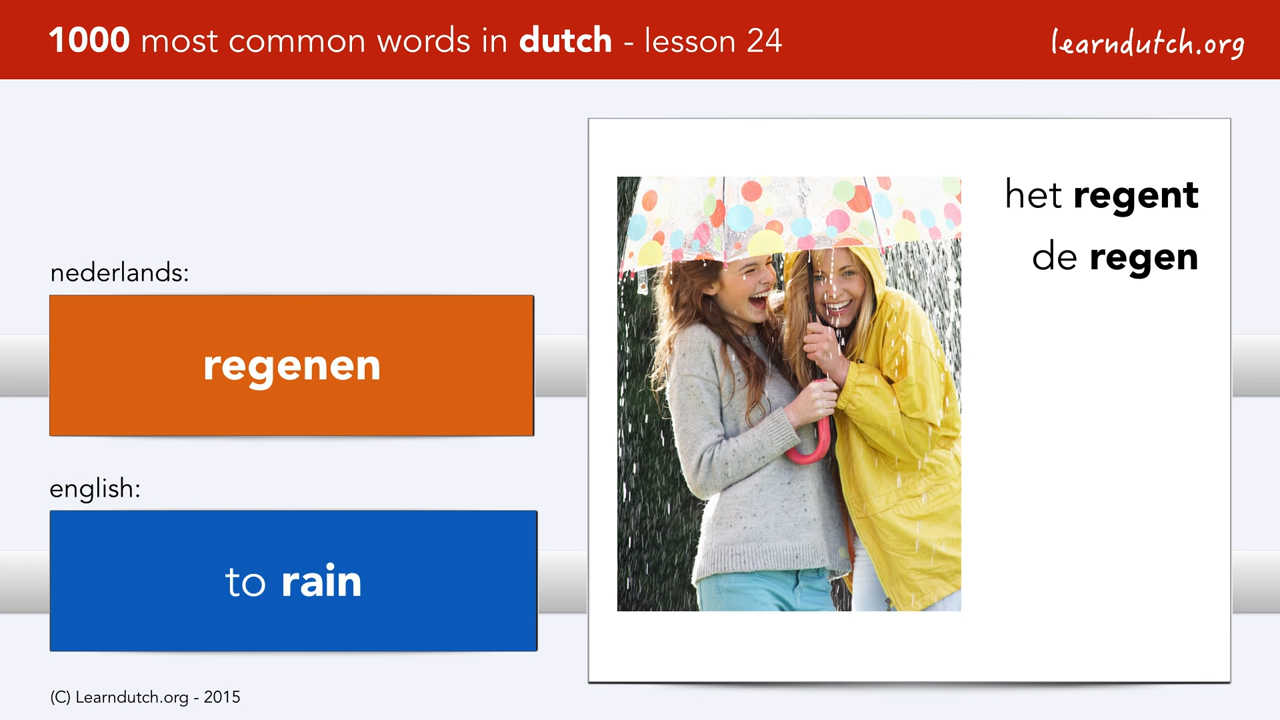 1000 most common words in dutch - lesson 24
learndutch.org
nederlands:
regenen
english:
to rain
het regent
de regen
(C) Learndutch.org - 2015